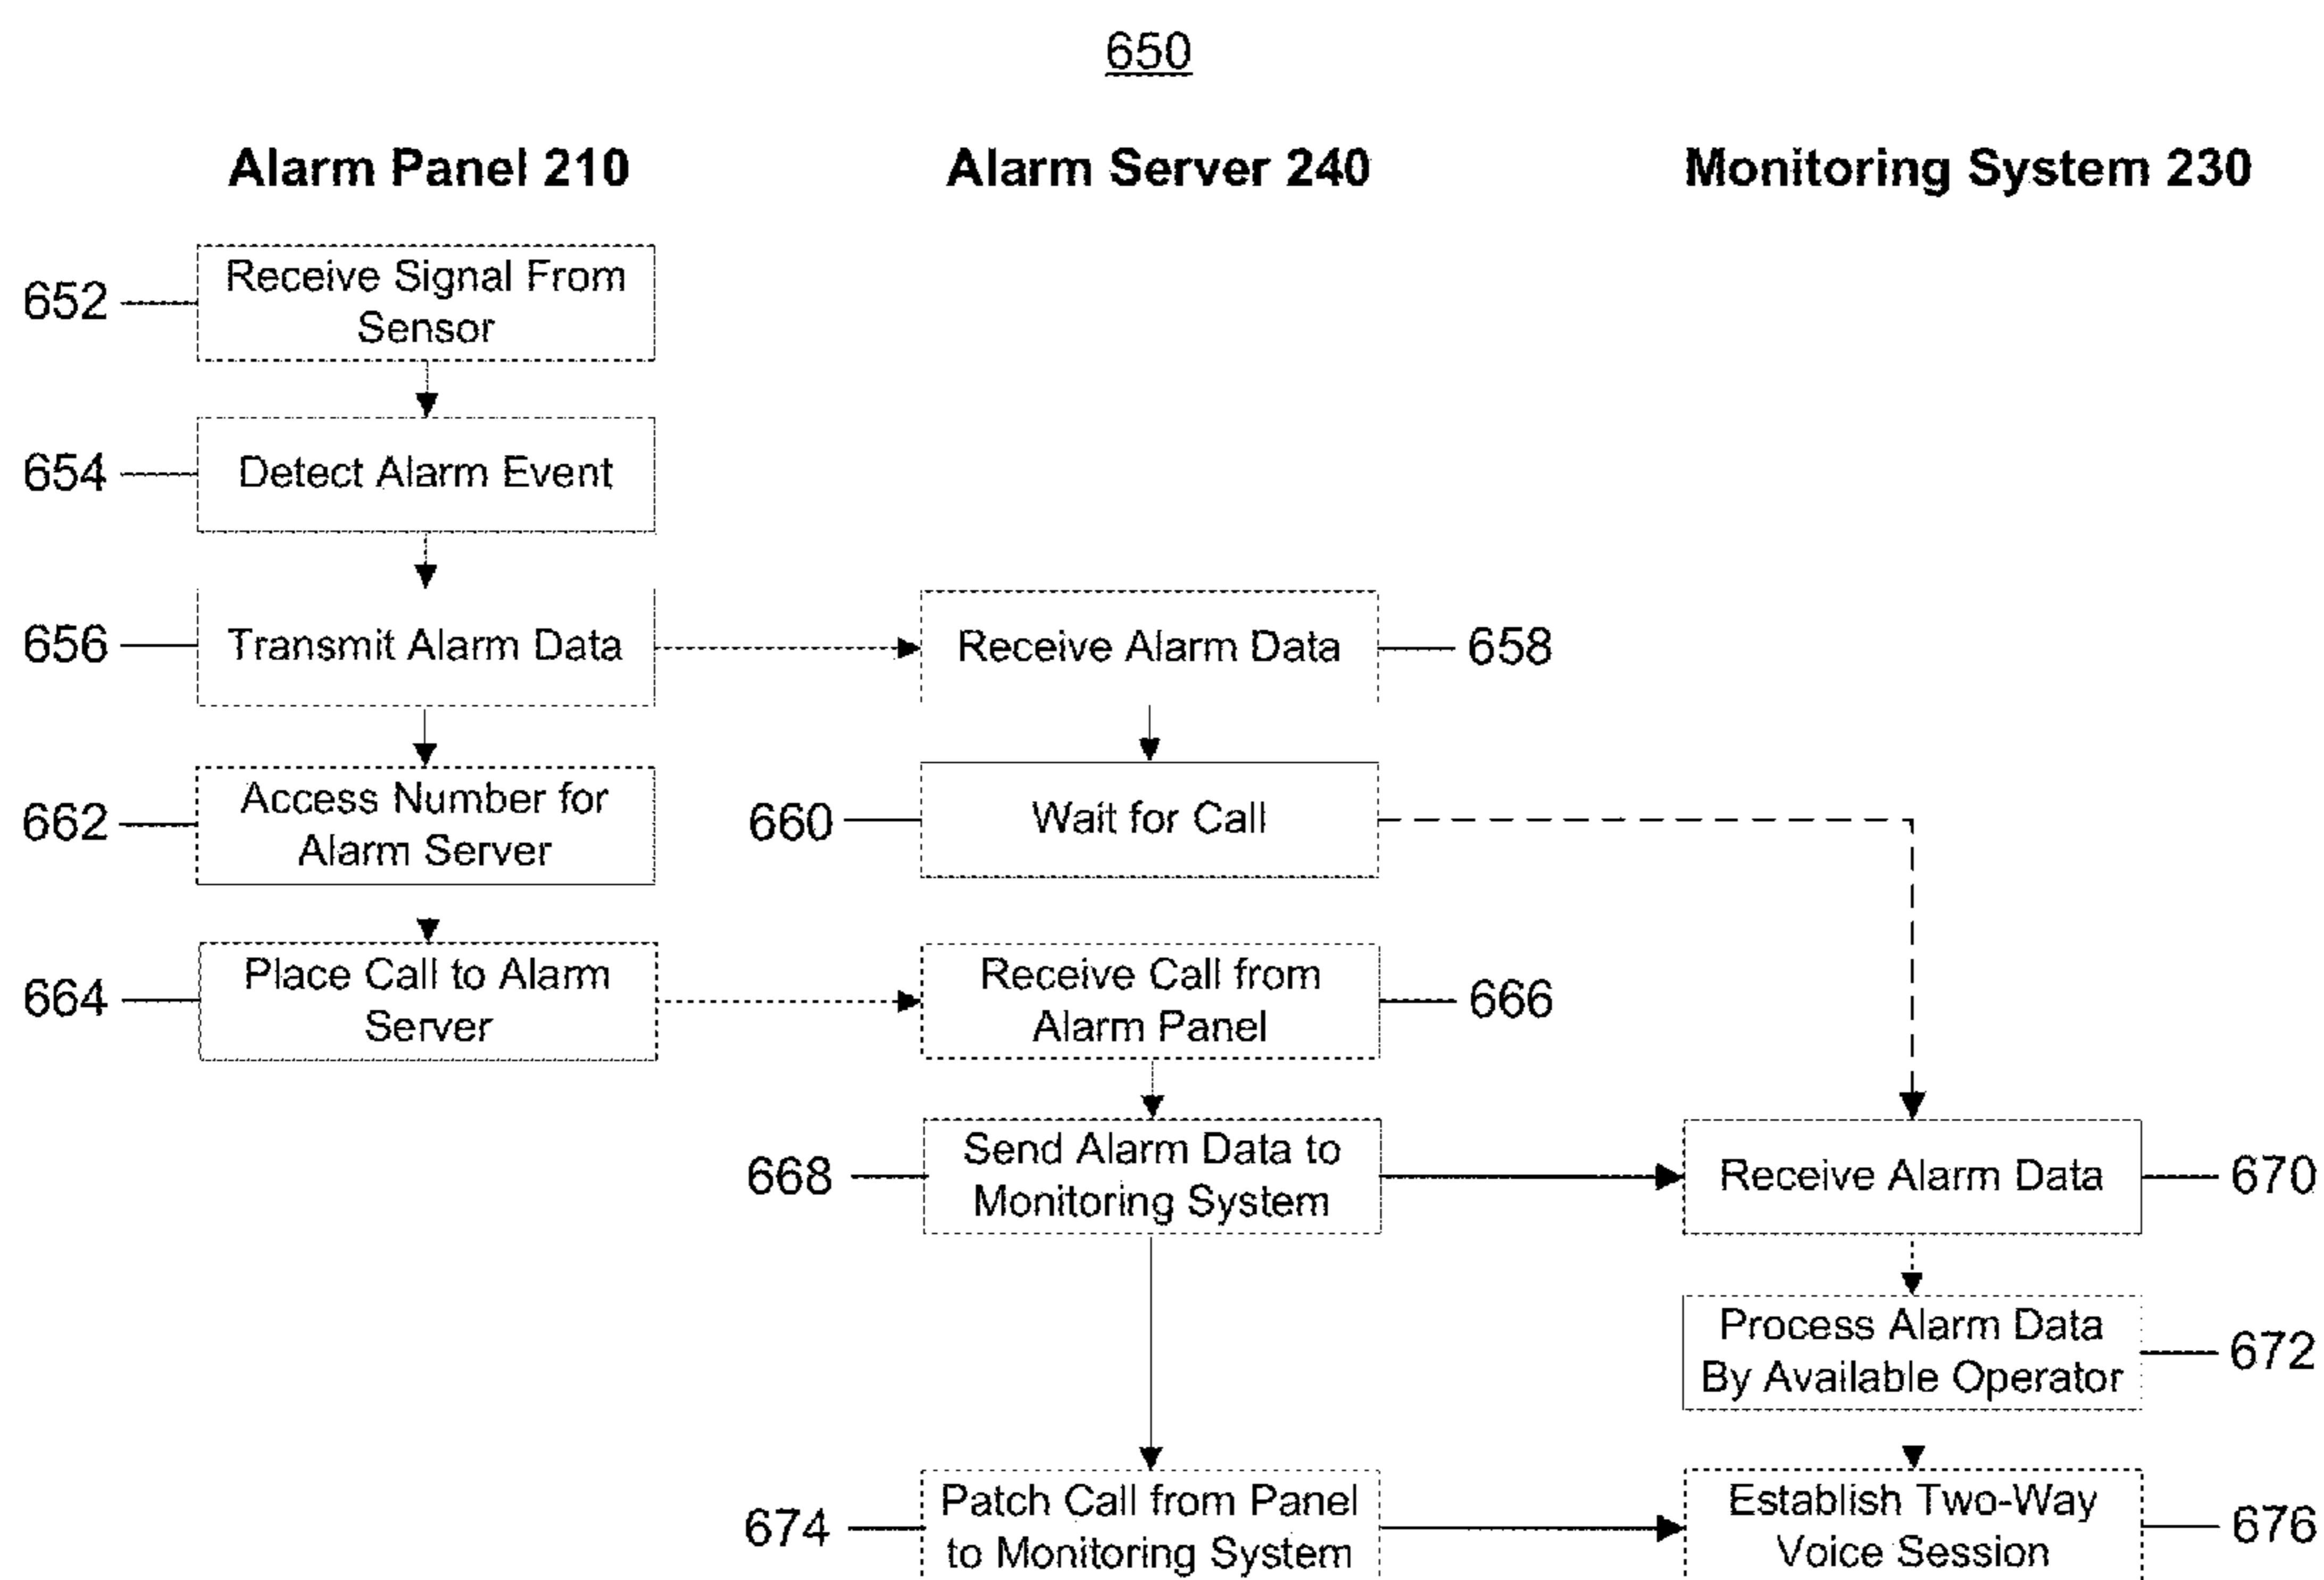 650
Alarm Panel 210
Alarm Server 240
Monitoring System 230
652
Receive Signal From
Sensor
654
Detect Alarm Event
656
Transmit Alarm Data
Receive Alarm Data
658
662
Access Number for
Alarm Server
660
Wait for Call
664
Place Call to Alarm
Server
Receive Call from
Alarm Panel
666
668
Send Alarm Data to
Monitoring System
Receive Alarm Data
670
Process Alarm Data
By Available Operator
672
674
Patch Call from Panel
to Monitoring System
Establish Two-Way
Voice Session
676